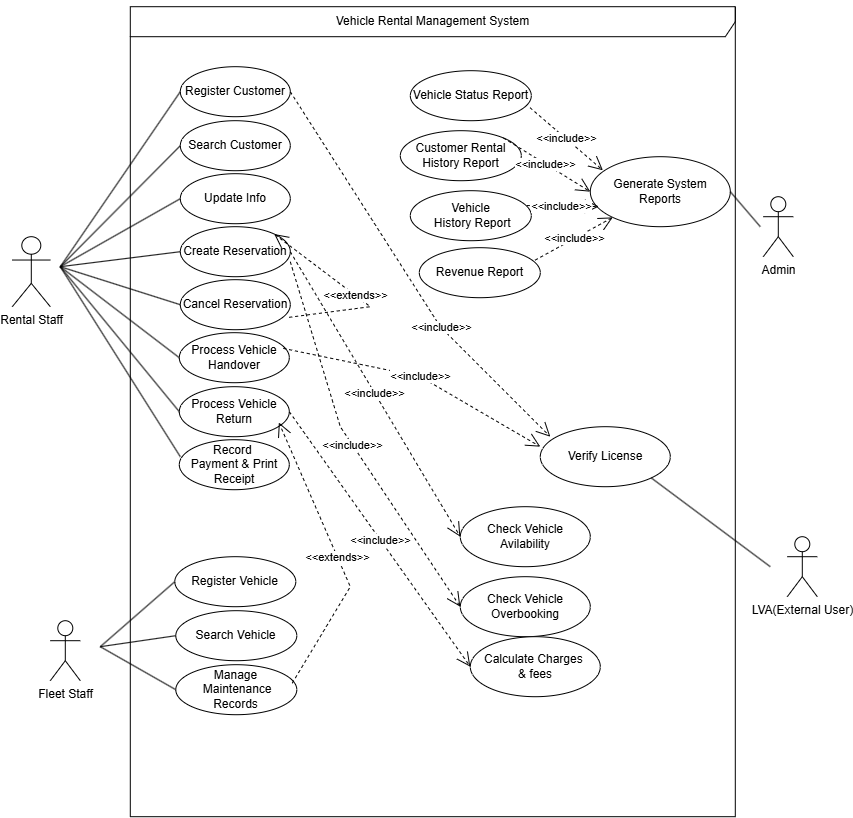 Vehicle Rental Management System
Register Customer
Search Customer
Update Info
Create Reservation
Cancel Reservation
Process Vehicle
Handover
Process Vehicle
Return
Record
Payment & Print
Receipt
Rental Staff
Register Vehicle
Search Vehicle
Manage
Maintenance
Records
Fleet Staff
<<extends>>
<<include>>
<<include>>
<<include>>
<<include>>
<<include>>
<<extends>>
Vehicle Status Report
Customer Rental
History Report
Vehicle
History Report
Revenue Report
<<include>>
<<include>>
<<include>>
<<include>>
Generate System
Reports
Admin
Verify License
Check Vehicle
Avilability
Check Vehicle
Overbooking
Calculate Charges
& fees
LVA(External User)